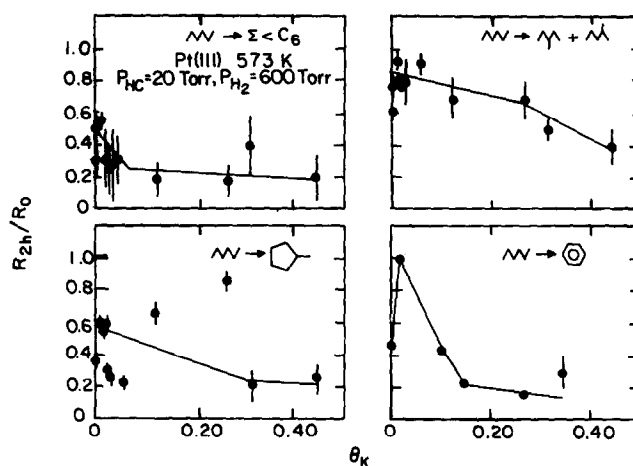 → Σ < C6
Pt(111) 573 K
PHC=20 Torr, PH2=600 Torr
→ +
1.0
0.8
0.6
0.4
0.2
0
→
→
1.0
0.8
0.6
0.4
0.2
0
0 0.20 0.40
0 0.20 0.40
R2h/R0
θK